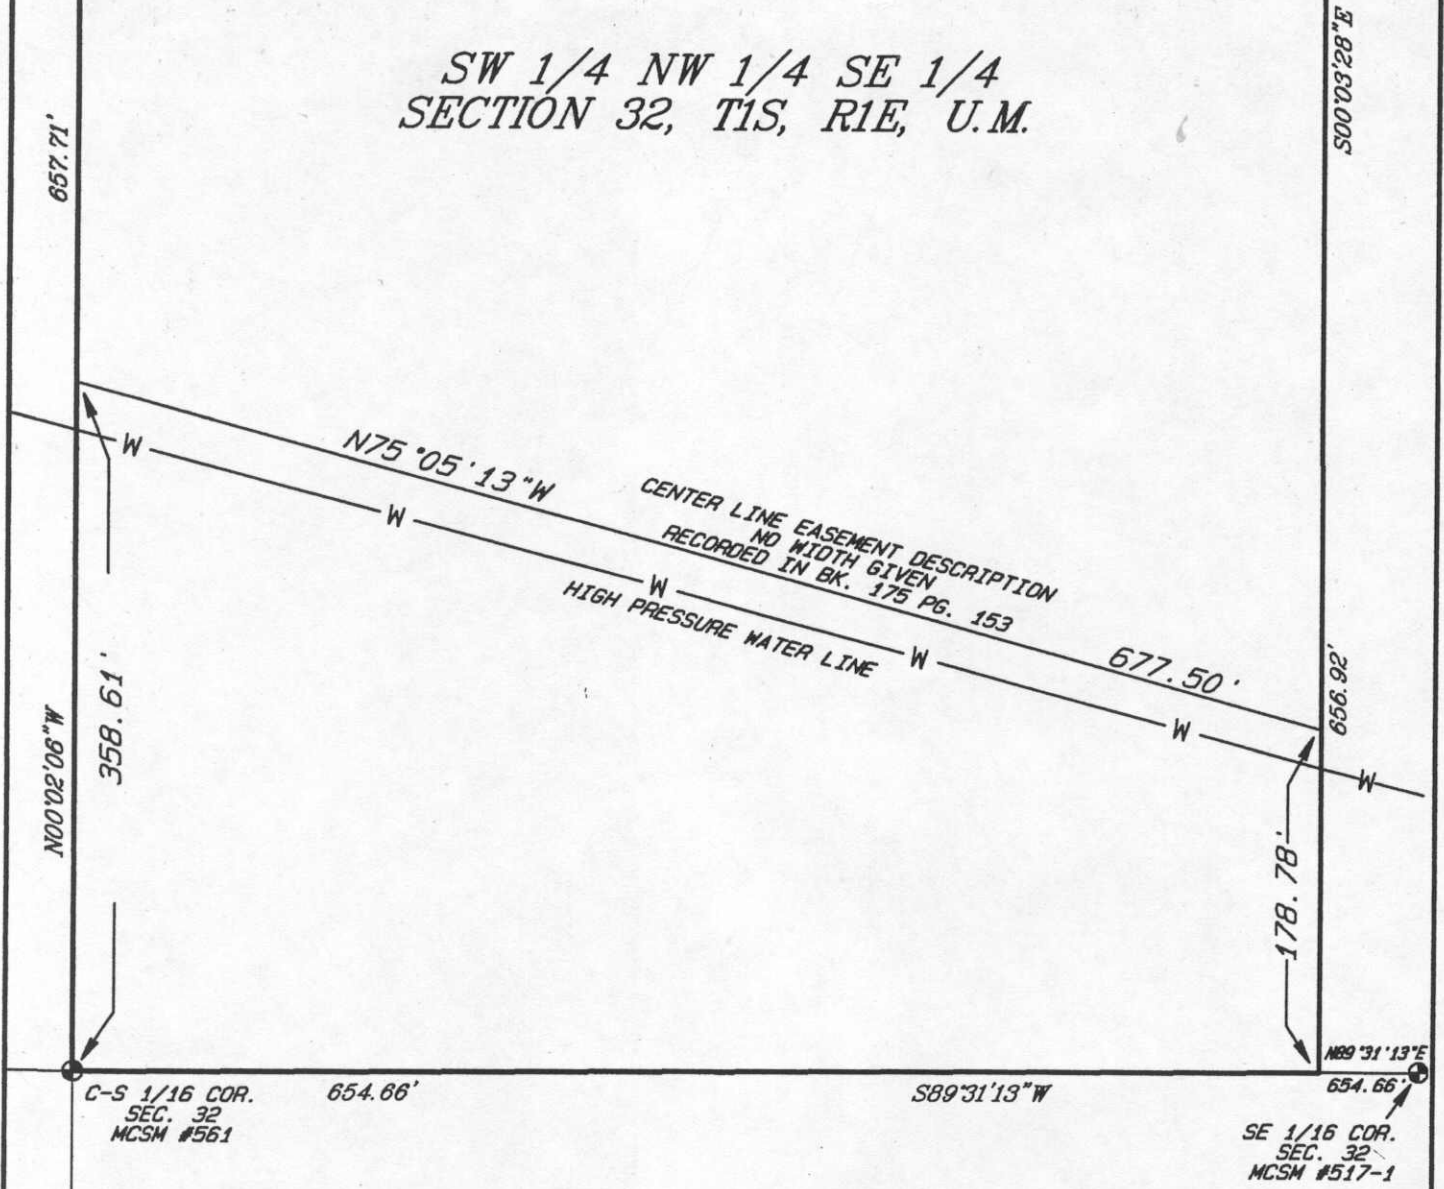 SW 1/4 NW 1/4 SE 1/4
SECTION 32, T1S, R1E, U.M.
657.71'
S00°03'28"E
N75°05'13"W
CENTER LINE EASEMENT DESCRIPTION
NO WIDTH GIVEN
RECORDED IN BK. 175 PG. 153
W
W
W
HIGH PRESSURE WATER LINE
W
W
W
677.50'
656.92'
358.61'
N00°02'06"W
178.78'
N89°31'13"E
654.66'
C-S 1/16 COR.
SEC. 32
MCSM #561
654.66'
S89°31'13"W
SE 1/16 COR.
SEC. 32
MCSM #517-1